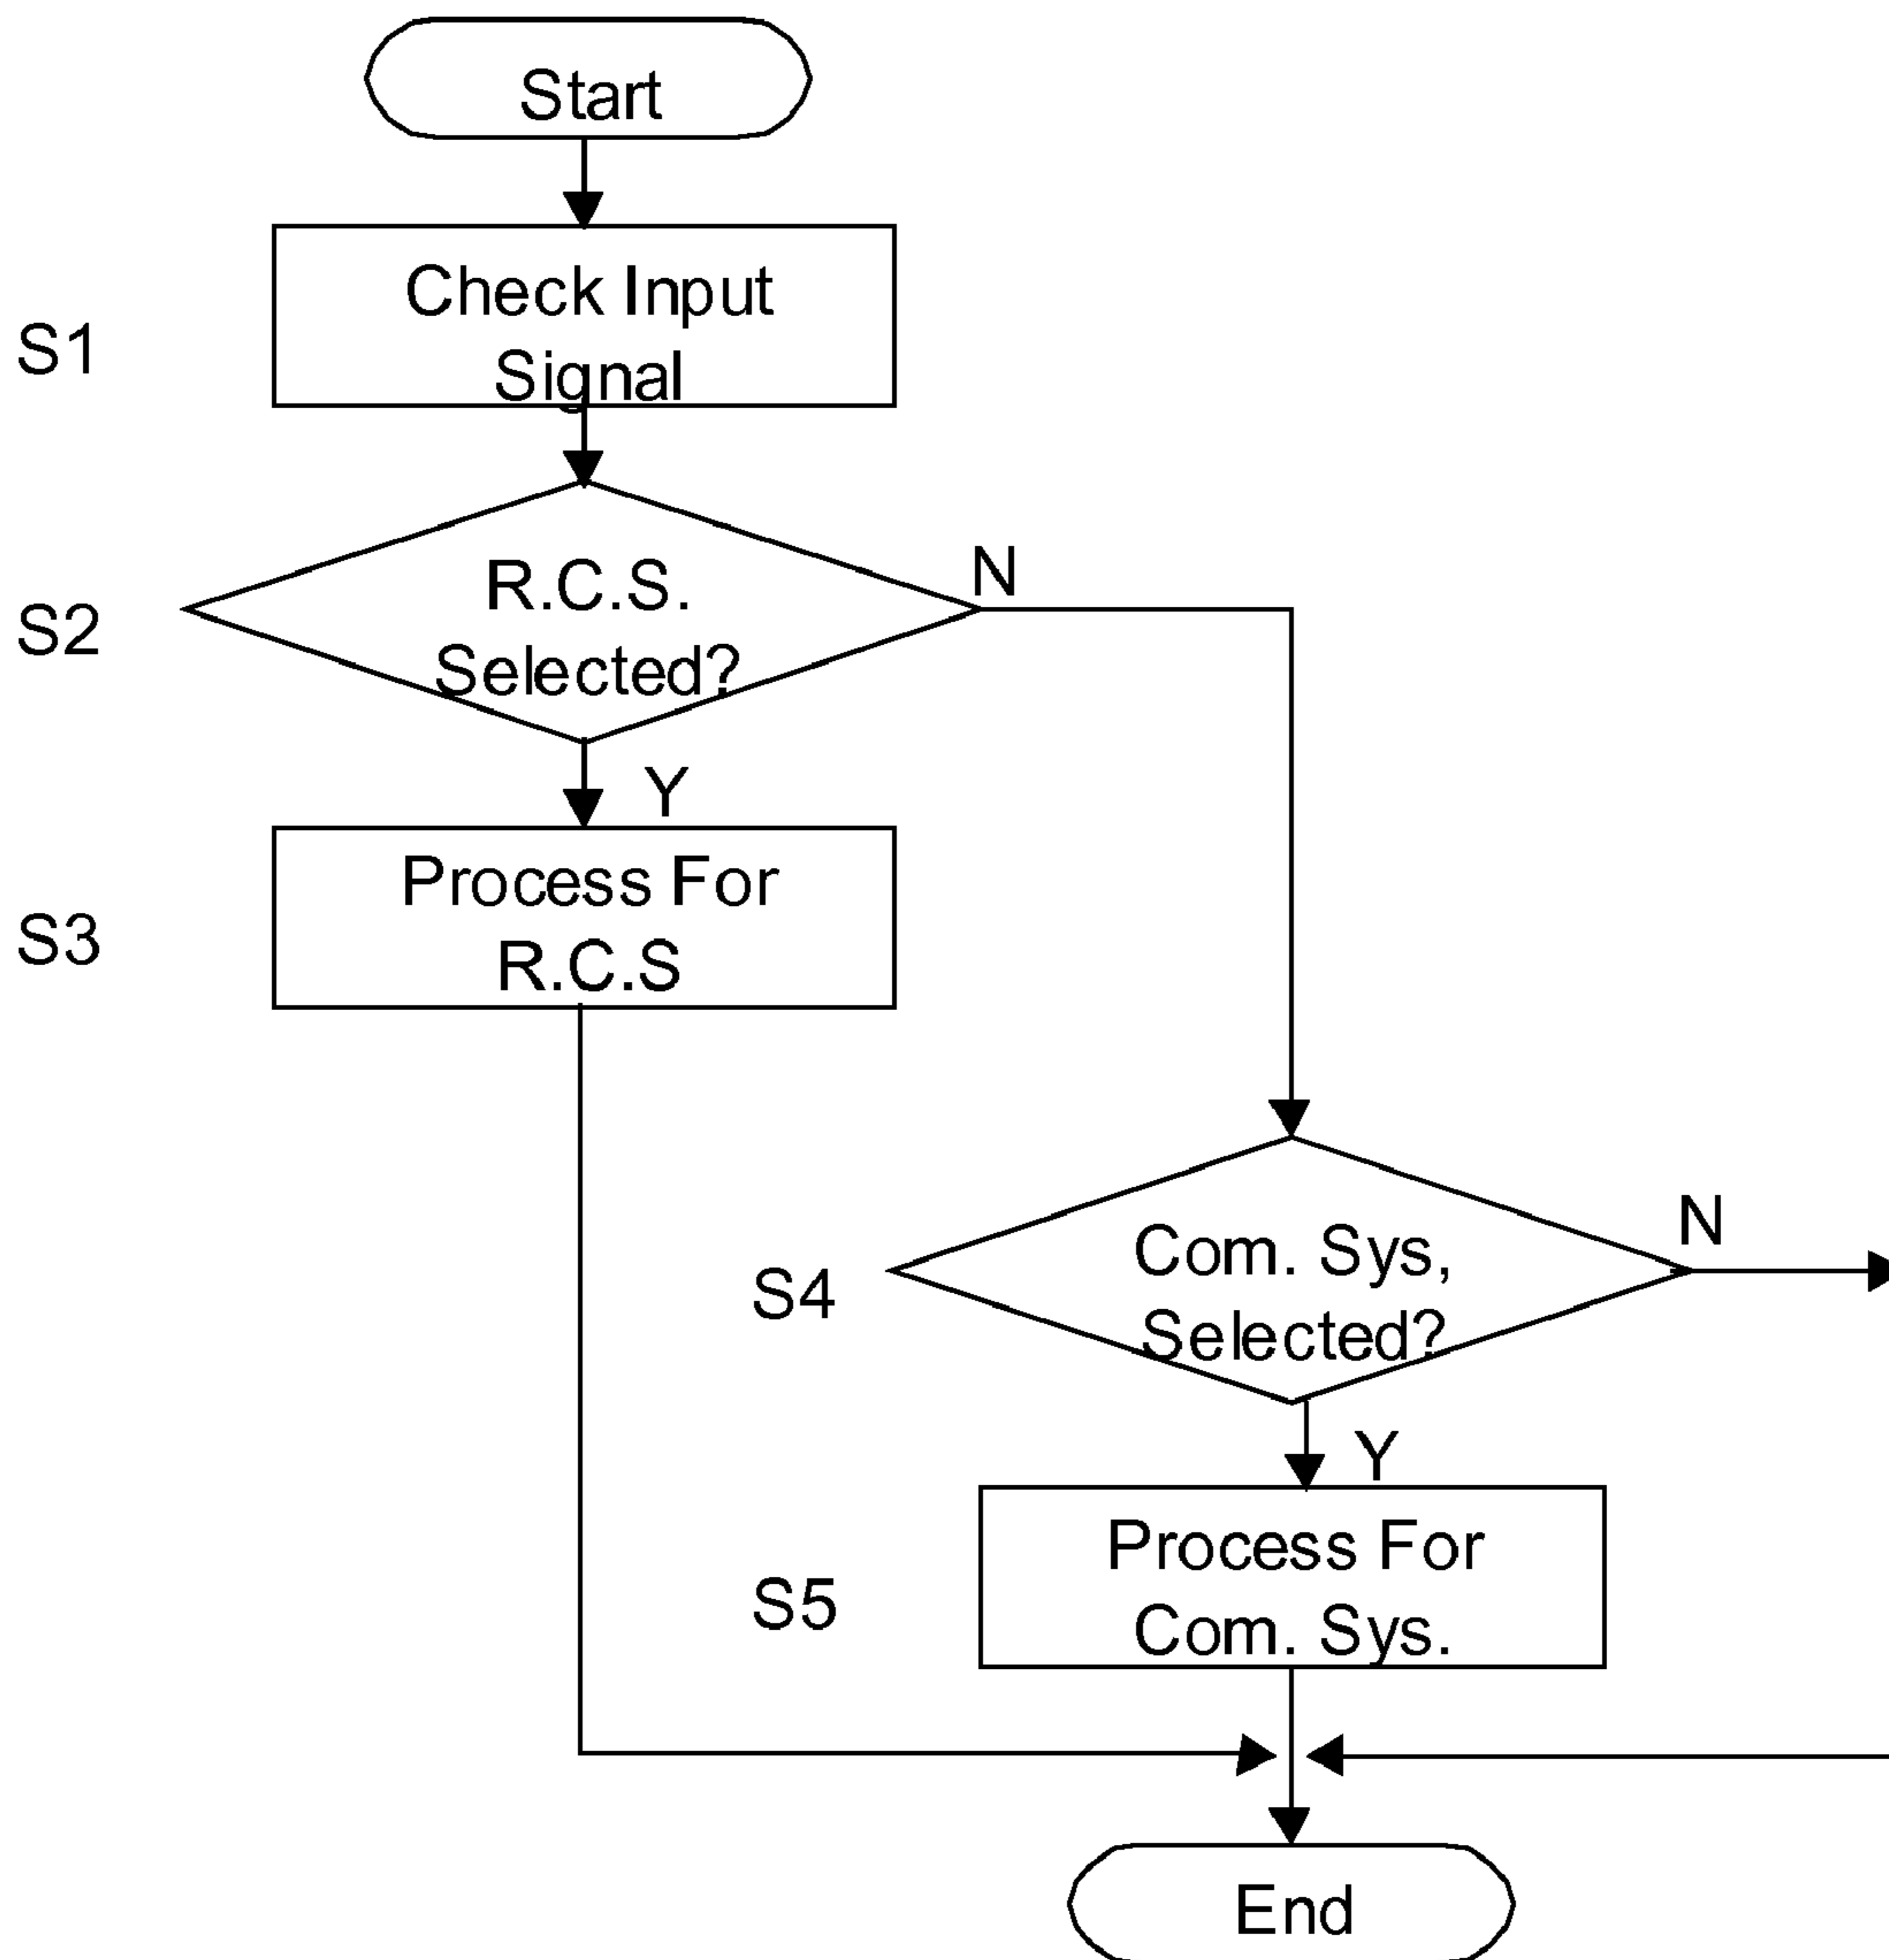 Start
S1
Check Input
Signal
S2
R.C.S.
Selected?
N
Y
S3
Process For
R.C.S
S4
Com. Sys,
Selected?
N
Y
S5
Process For
Com. Sys.
End